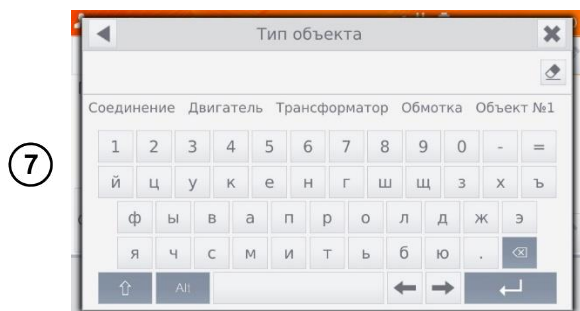 Тип объекта
Соединение Двигатель Трансформатор Обмотка Объект №1
7
1 2 3 4 5 6 7 8 9 0 - =
й ц у к е н г ш щ з х ъ
ф ы в а п р о л д ж э
я ч с м и т ь б ю .
Alt